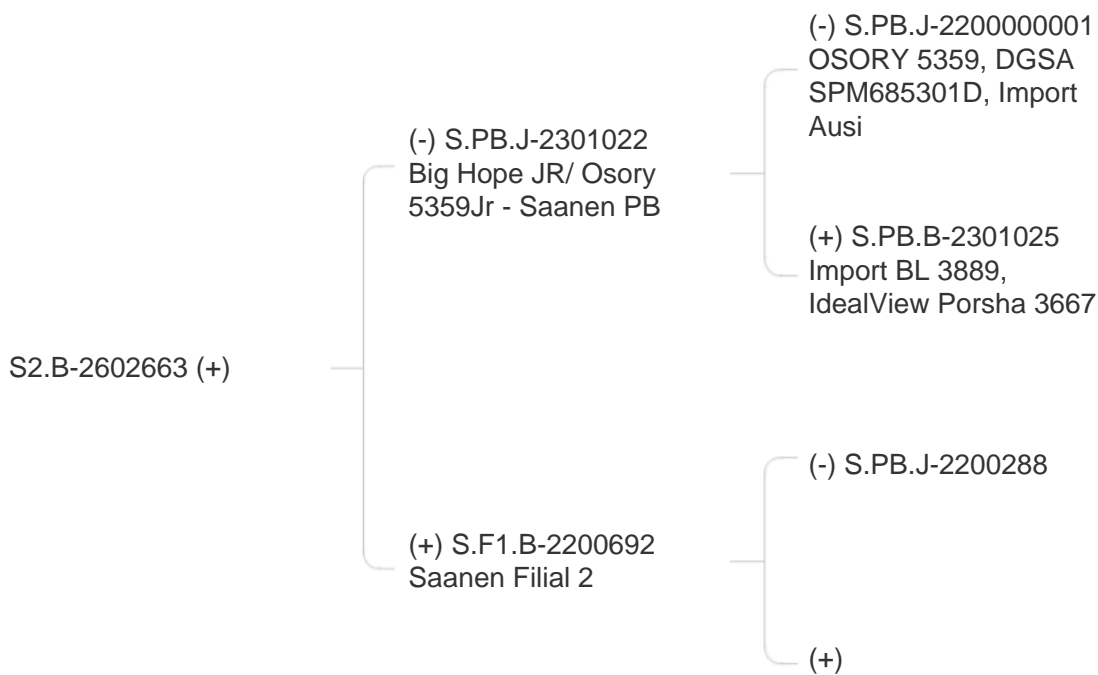 (-) S.PB.J-2200000001
OSORY 5359, DGSA
SPM685301D, Import
Ausi
(-) S.PB.J-2301022
Big Hope JR/ Osory
5359Jr - Saanen PB
(+) S.PB.B-2301025
Import BL 3889,
IdealView Porsha 3667
S2.B-2602663 (+)
(-) S.PB.J-2200288
(+) S.F1.B-2200692
Saanen Filial 2
(+)